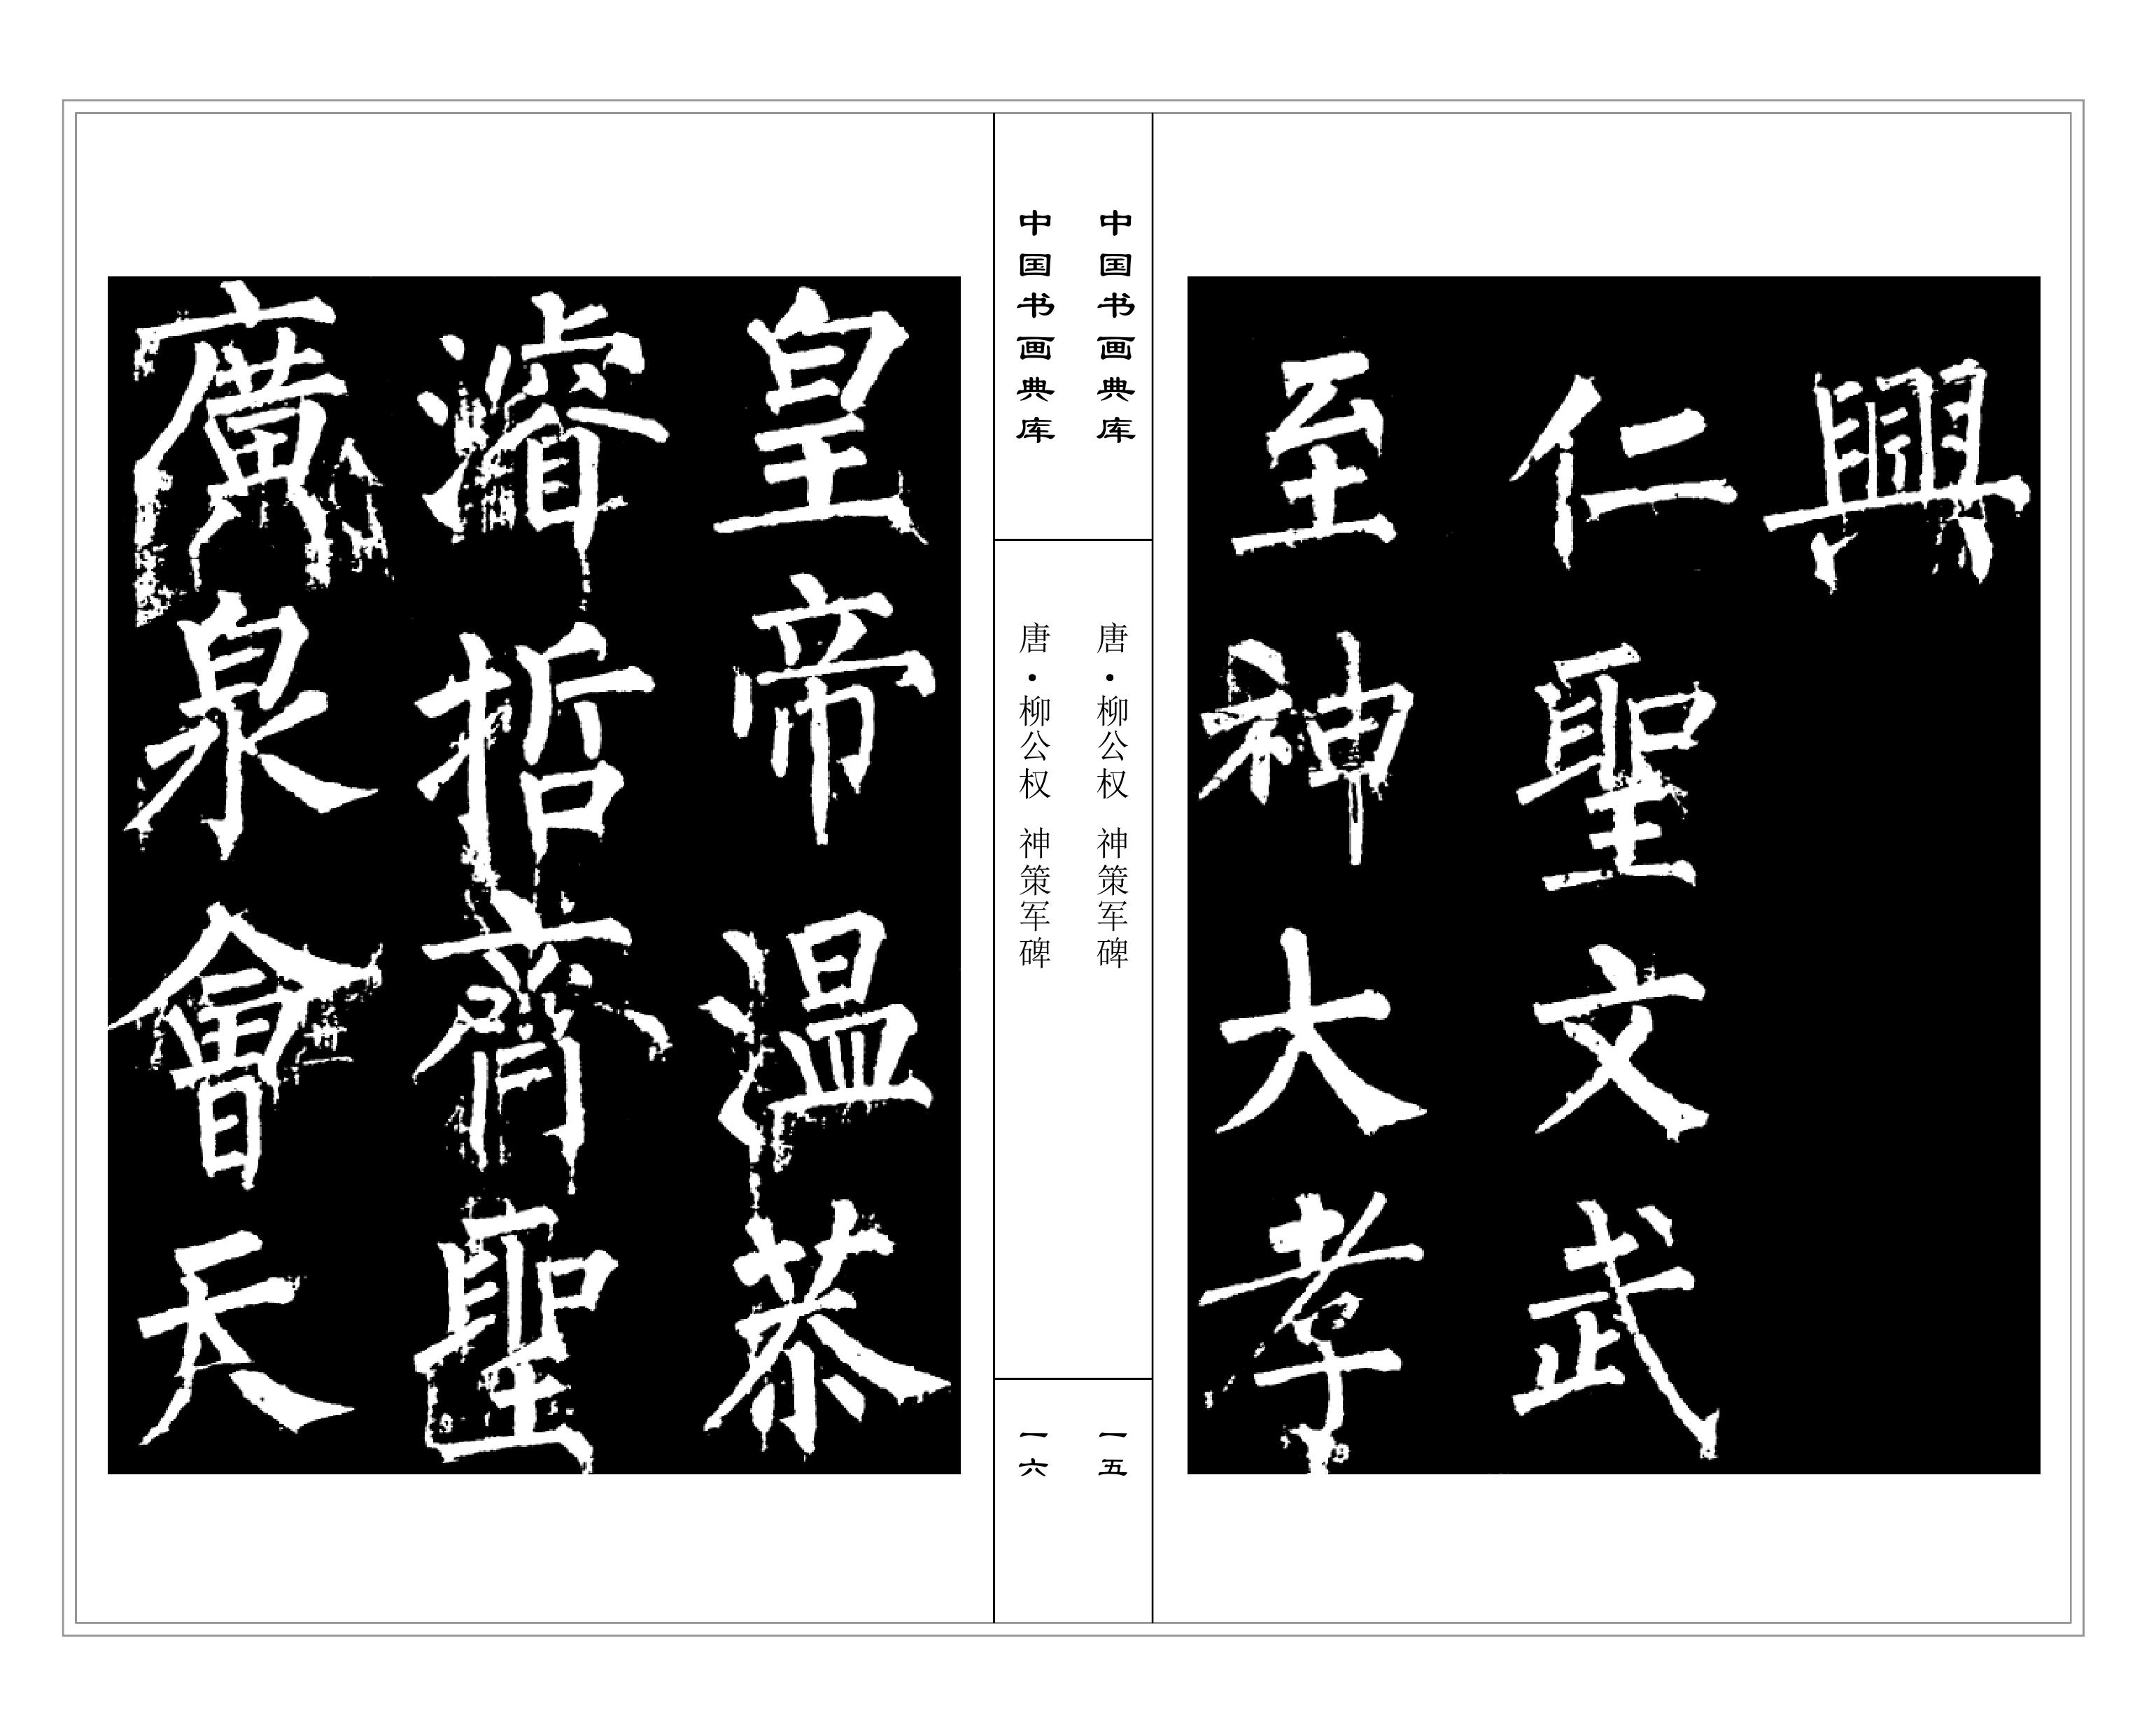 興
仁聖文武
至神大孝
中国书画典库
唐·柳公权 神策军碑
一五
中国书画典库
唐·柳公权 神策军碑
一六
皇帝温恭
濬哲齊聖
廣泉會天